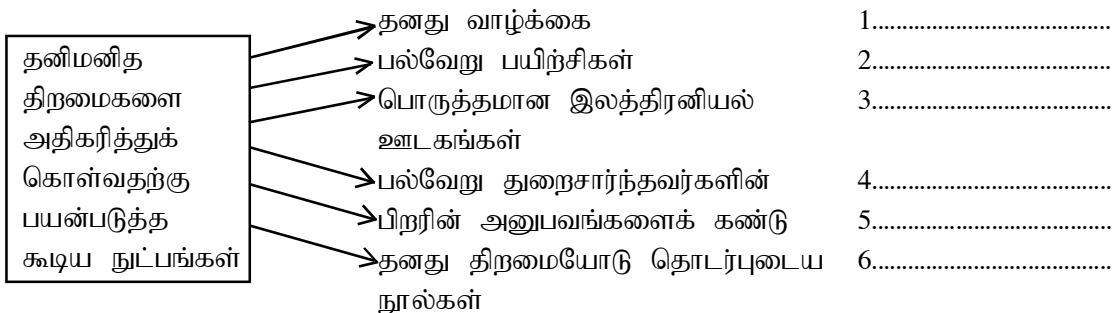 தனிமனித
திறமைகளை
அதிகரித்துக்
கொள்வதற்கு
பயன்படுத்த
கூடிய நுட்பங்கள்
தனது வாழ்க்கை 1..................................
பல்வேறு பயிற்சிகள் 2..................................
பொருத்தமான இலத்திரனியல் 3..................................
ஊடகங்கள்
பல்வேறு துறைசார்ந்தவர்களின் 4..................................
பிறரின் அனுபவங்களைக் கண்டு 5..................................
தனது திறமையோடு தொடர்புடைய 6..................................
நூல்கள்